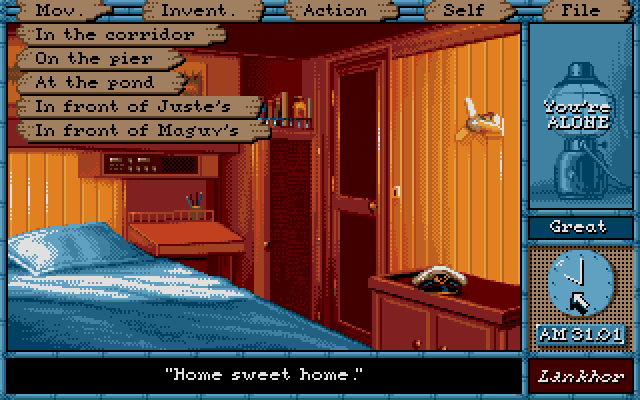 Mov. Invent. Action Self File
In the corridor
On the pier
At the pond
In front of Juste's
In front of Maguv's
You're
ALONE
Great
AM 31.01
"Home sweet home."
Lankhor